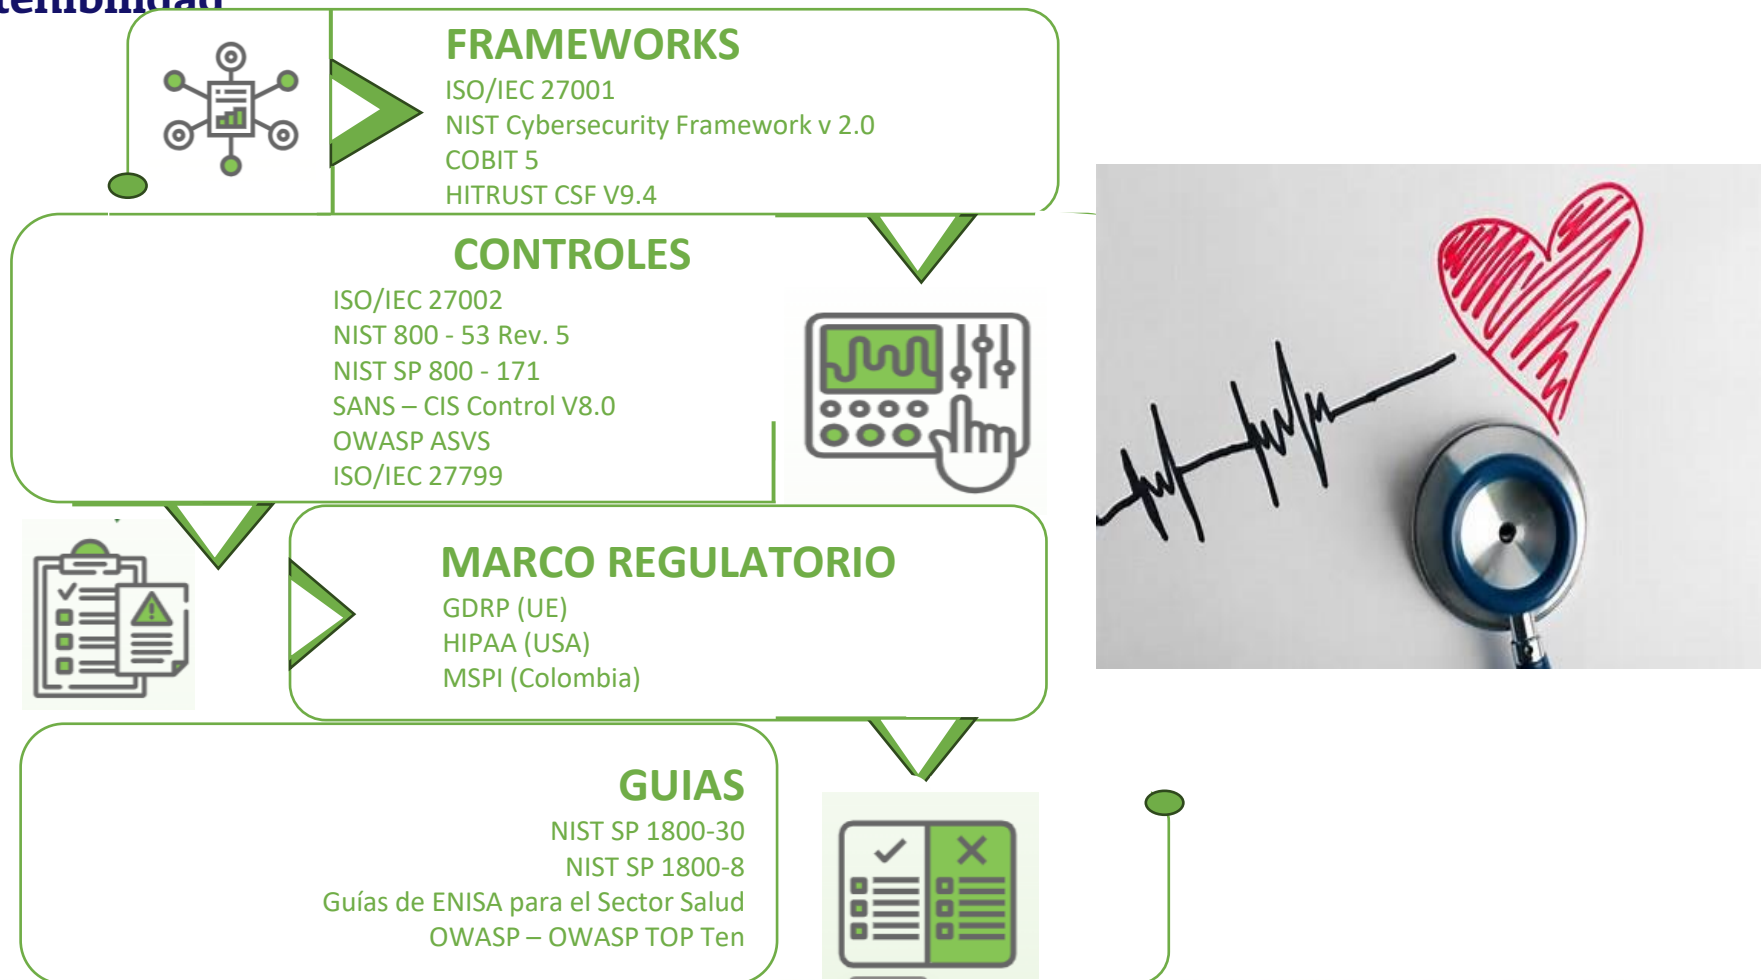 tenibilidad
FRAMEWORKS
ISO/IEC 27001
NIST Cybersecurity Framework v 2.0
COBIT 5
HITRUST CSF V9.4
CONTROLES
ISO/IEC 27002
NIST 800 - 53 Rev. 5
NIST SP 800 - 171
SANS – CIS Control V8.0
OWASP ASVS
ISO/IEC 27799
MARCO REGULATORIO
GDRP (UE)
HIPAA (USA)
MSPI (Colombia)
GUIAS
NIST SP 1800-30
NIST SP 1800-8
Guías de ENISA para el Sector Salud
OWASP – OWASP TOP Ten